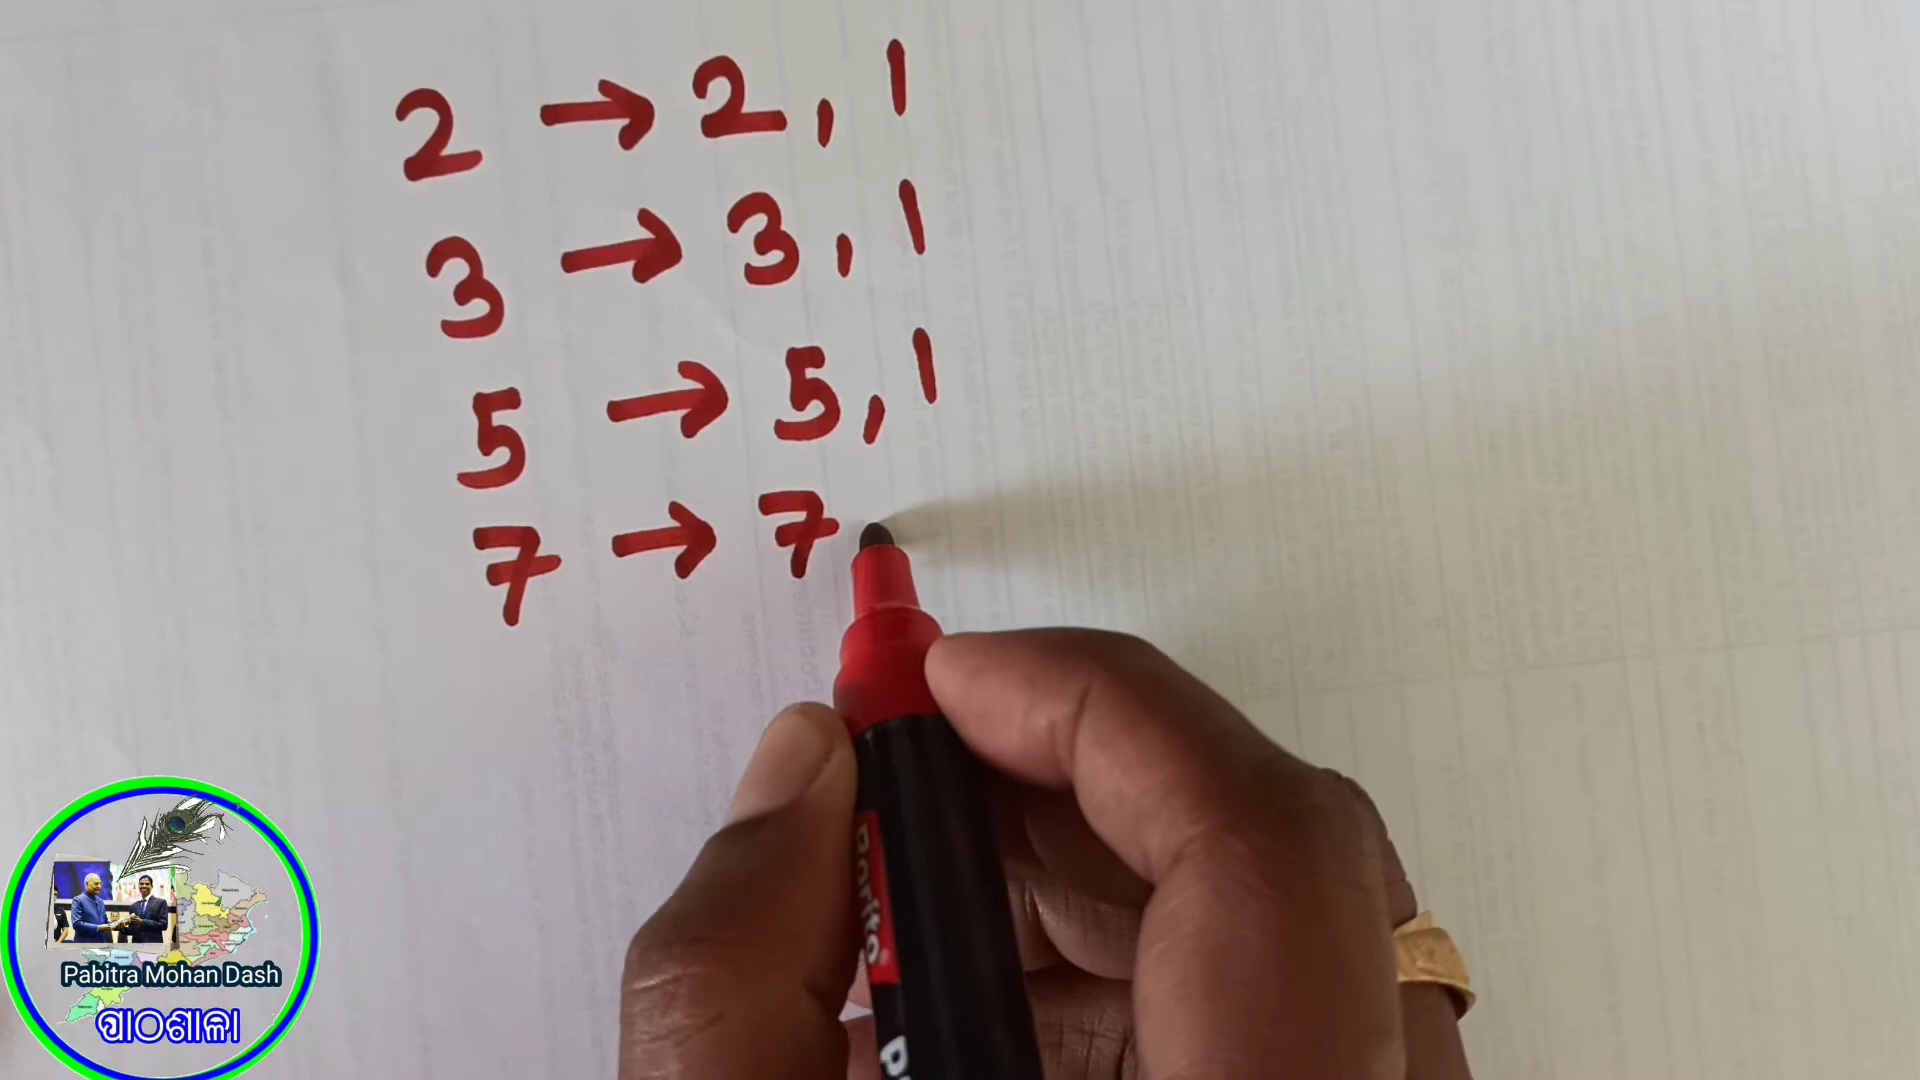 2 → 2, 1
3 → 3, 1
5 → 5, 1
7 → 7
Pabitra Mohan Dash
ପାଠଶାଳା